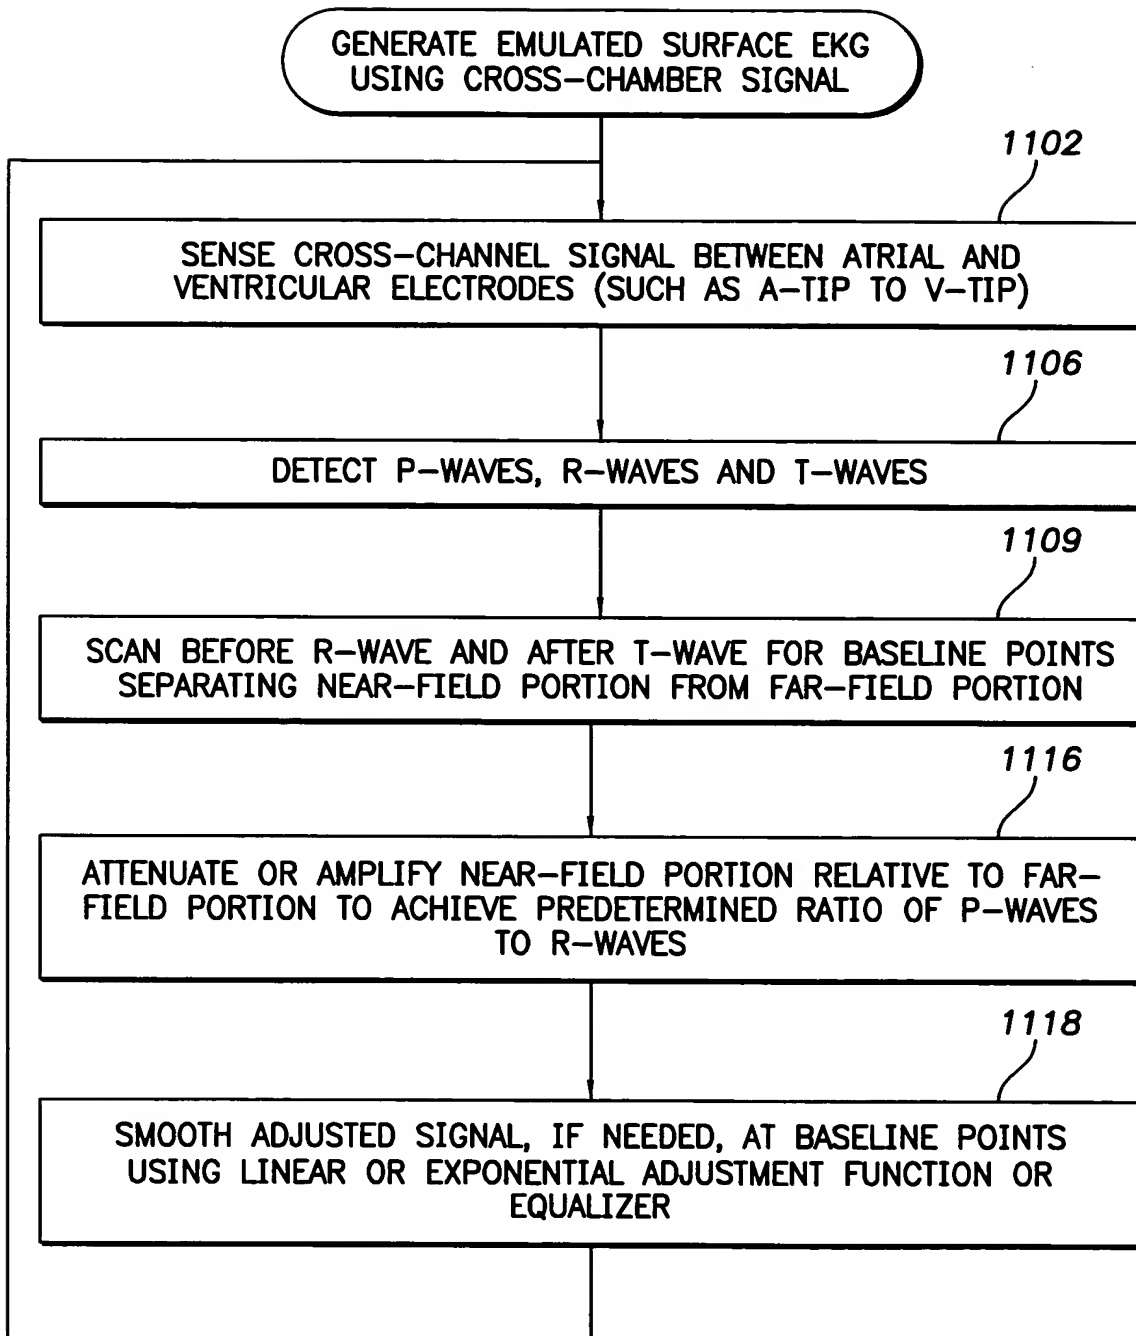 GENERATE EMULATED SURFACE EKG
USING CROSS-CHAMBER SIGNAL
1102
SENSE CROSS-CHANNEL SIGNAL BETWEEN ATRIAL AND
VENTRICULAR ELECTRODES (SUCH AS A-TIP TO V-TIP)
1106
DETECT P-WAVES, R-WAVES AND T-WAVES
1109
SCAN BEFORE R-WAVE AND AFTER T-WAVE FOR BASELINE POINTS
SEPARATING NEAR-FIELD PORTION FROM FAR-FIELD PORTION
1116
ATTENUATE OR AMPLIFY NEAR-FIELD PORTION RELATIVE TO FAR-
FIELD PORTION TO ACHIEVE PREDETERMINED RATIO OF P-WAVES
TO R-WAVES
1118
SMOOTH ADJUSTED SIGNAL, IF NEEDED, AT BASELINE POINTS
USING LINEAR OR EXPONENTIAL ADJUSTMENT FUNCTION OR
EQUALIZER